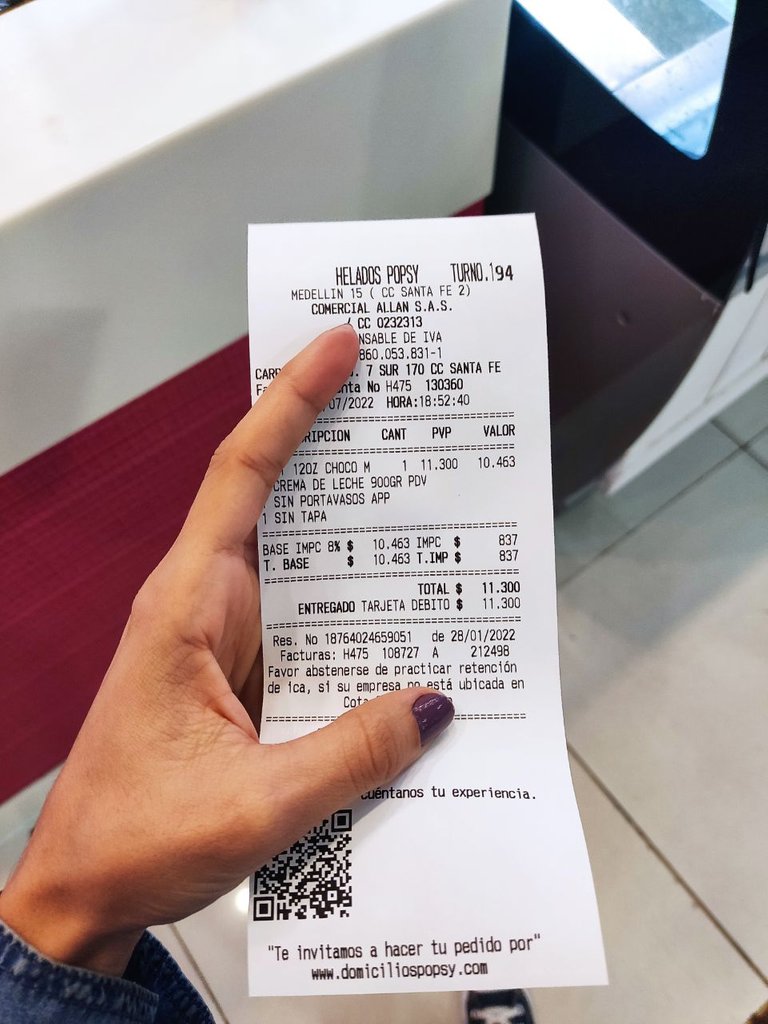 HELADOS POPSY TURNO.194
MEDELLIN 15 ( CC SANTA FE 2)
COMERCIAL ALLAN S.A.S.
/ CC 0232313
NSABLE DE IVA
860.053.831-1
CARR . 7 SUR 170 CC SANTA FE
Fa nta No H475 130360
/07/2022 HORA:18:52:40
RIPCION CANT PVP VALOR
12OZ CHOCO M 1 11.300 10.463
CREMA DE LECHE 900GR PDV
SIN PORTAVASOS APP
1 SIN TAPA
BASE IMPC 8% $ 10.463 IMPC $ 837
T. BASE $ 10.463 T.IMP $ 837
TOTAL $ 11.300
ENTREGADO TARJETA DEBITO $ 11.300
Res. No 18764024659051 de 28/01/2022
Facturas: H475 108727 A 212498
Favor abstenerse de practicar retención
de ica, si su empresa no está ubicada en
Cota
cuéntanos tu experiencia.
"Te invitamos a hacer tu pedido por"
www.domiciliospopsy.com